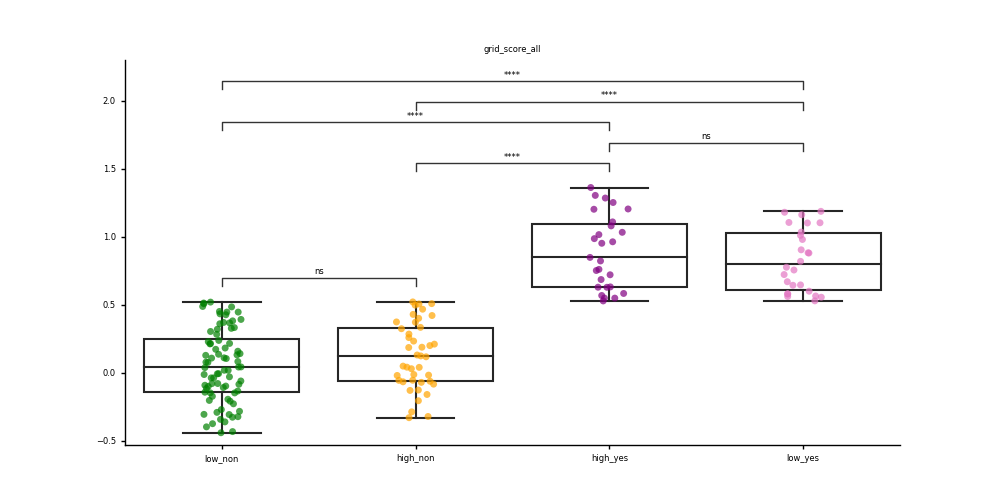 grid_score_all
****
****
****
ns
****
ns
2.0
1.5
1.0
0.5
0.0
−0.5
low_non
high_non
high_yes
low_yes